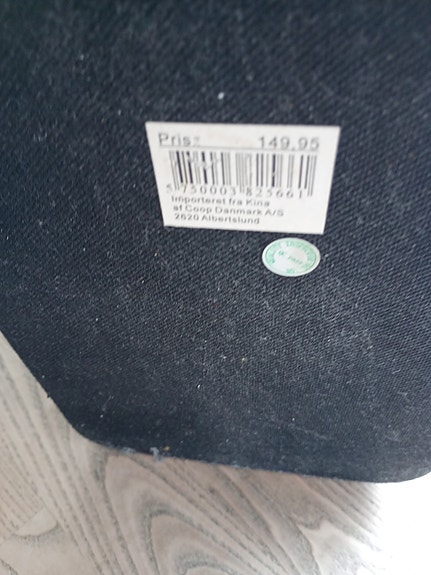 Pris: 149,95
5 750003 825661
Importeret fra Kina
af Coop Danmark A/S
2620 Albertslund